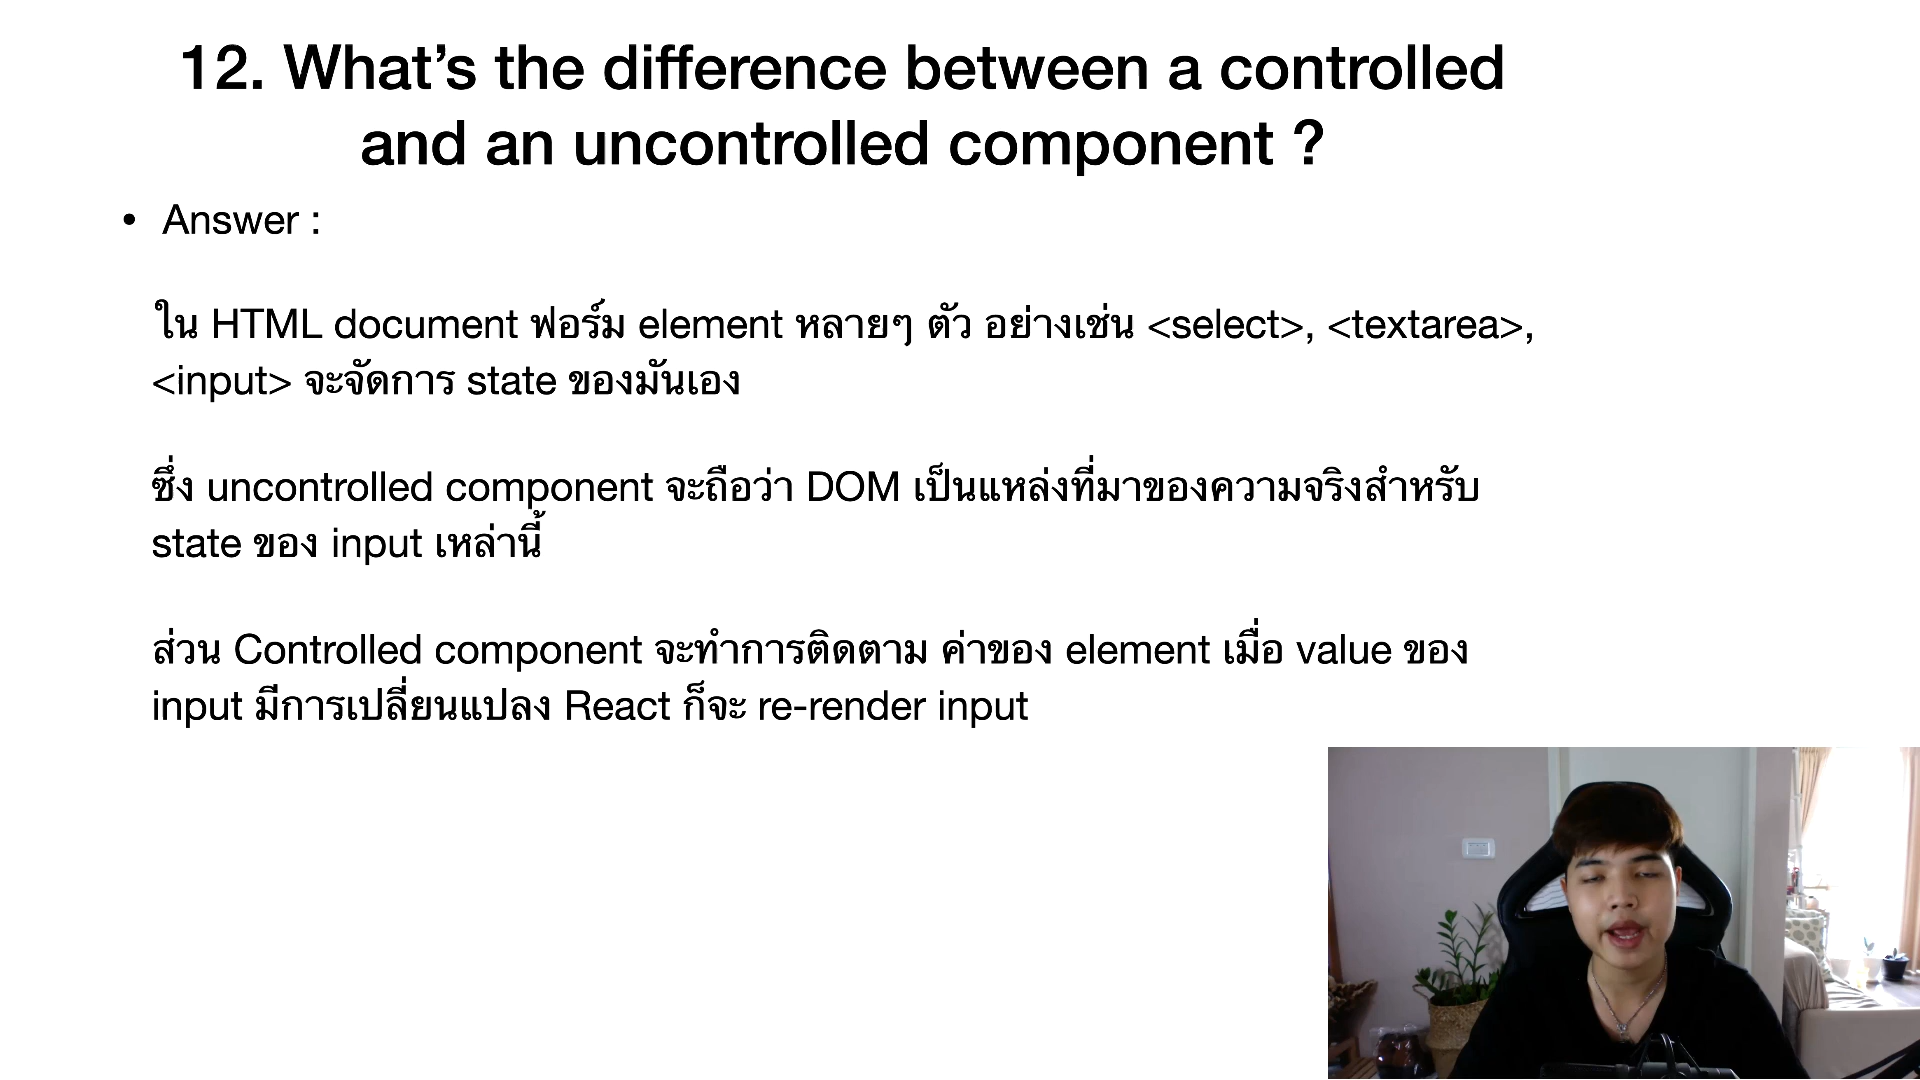 12. What’s the difference between a controlled
and an uncontrolled component ?
• Answer :
ใน HTML document ฟอร์ม element หลายๆ ตัว อย่างเช่น <select>, <textarea>,
<input> จะจัดการ state ของมันเอง
ซึ่ง uncontrolled component จะถือว่า DOM เป็นแหล่งที่มาของความจริงสำหรับ
state ของ input เหล่านี้
ส่วน Controlled component จะทำการติดตาม ค่าของ element เมื่อ value ของ
input มีการเปลี่ยนแปลง React ก็จะ re-render input